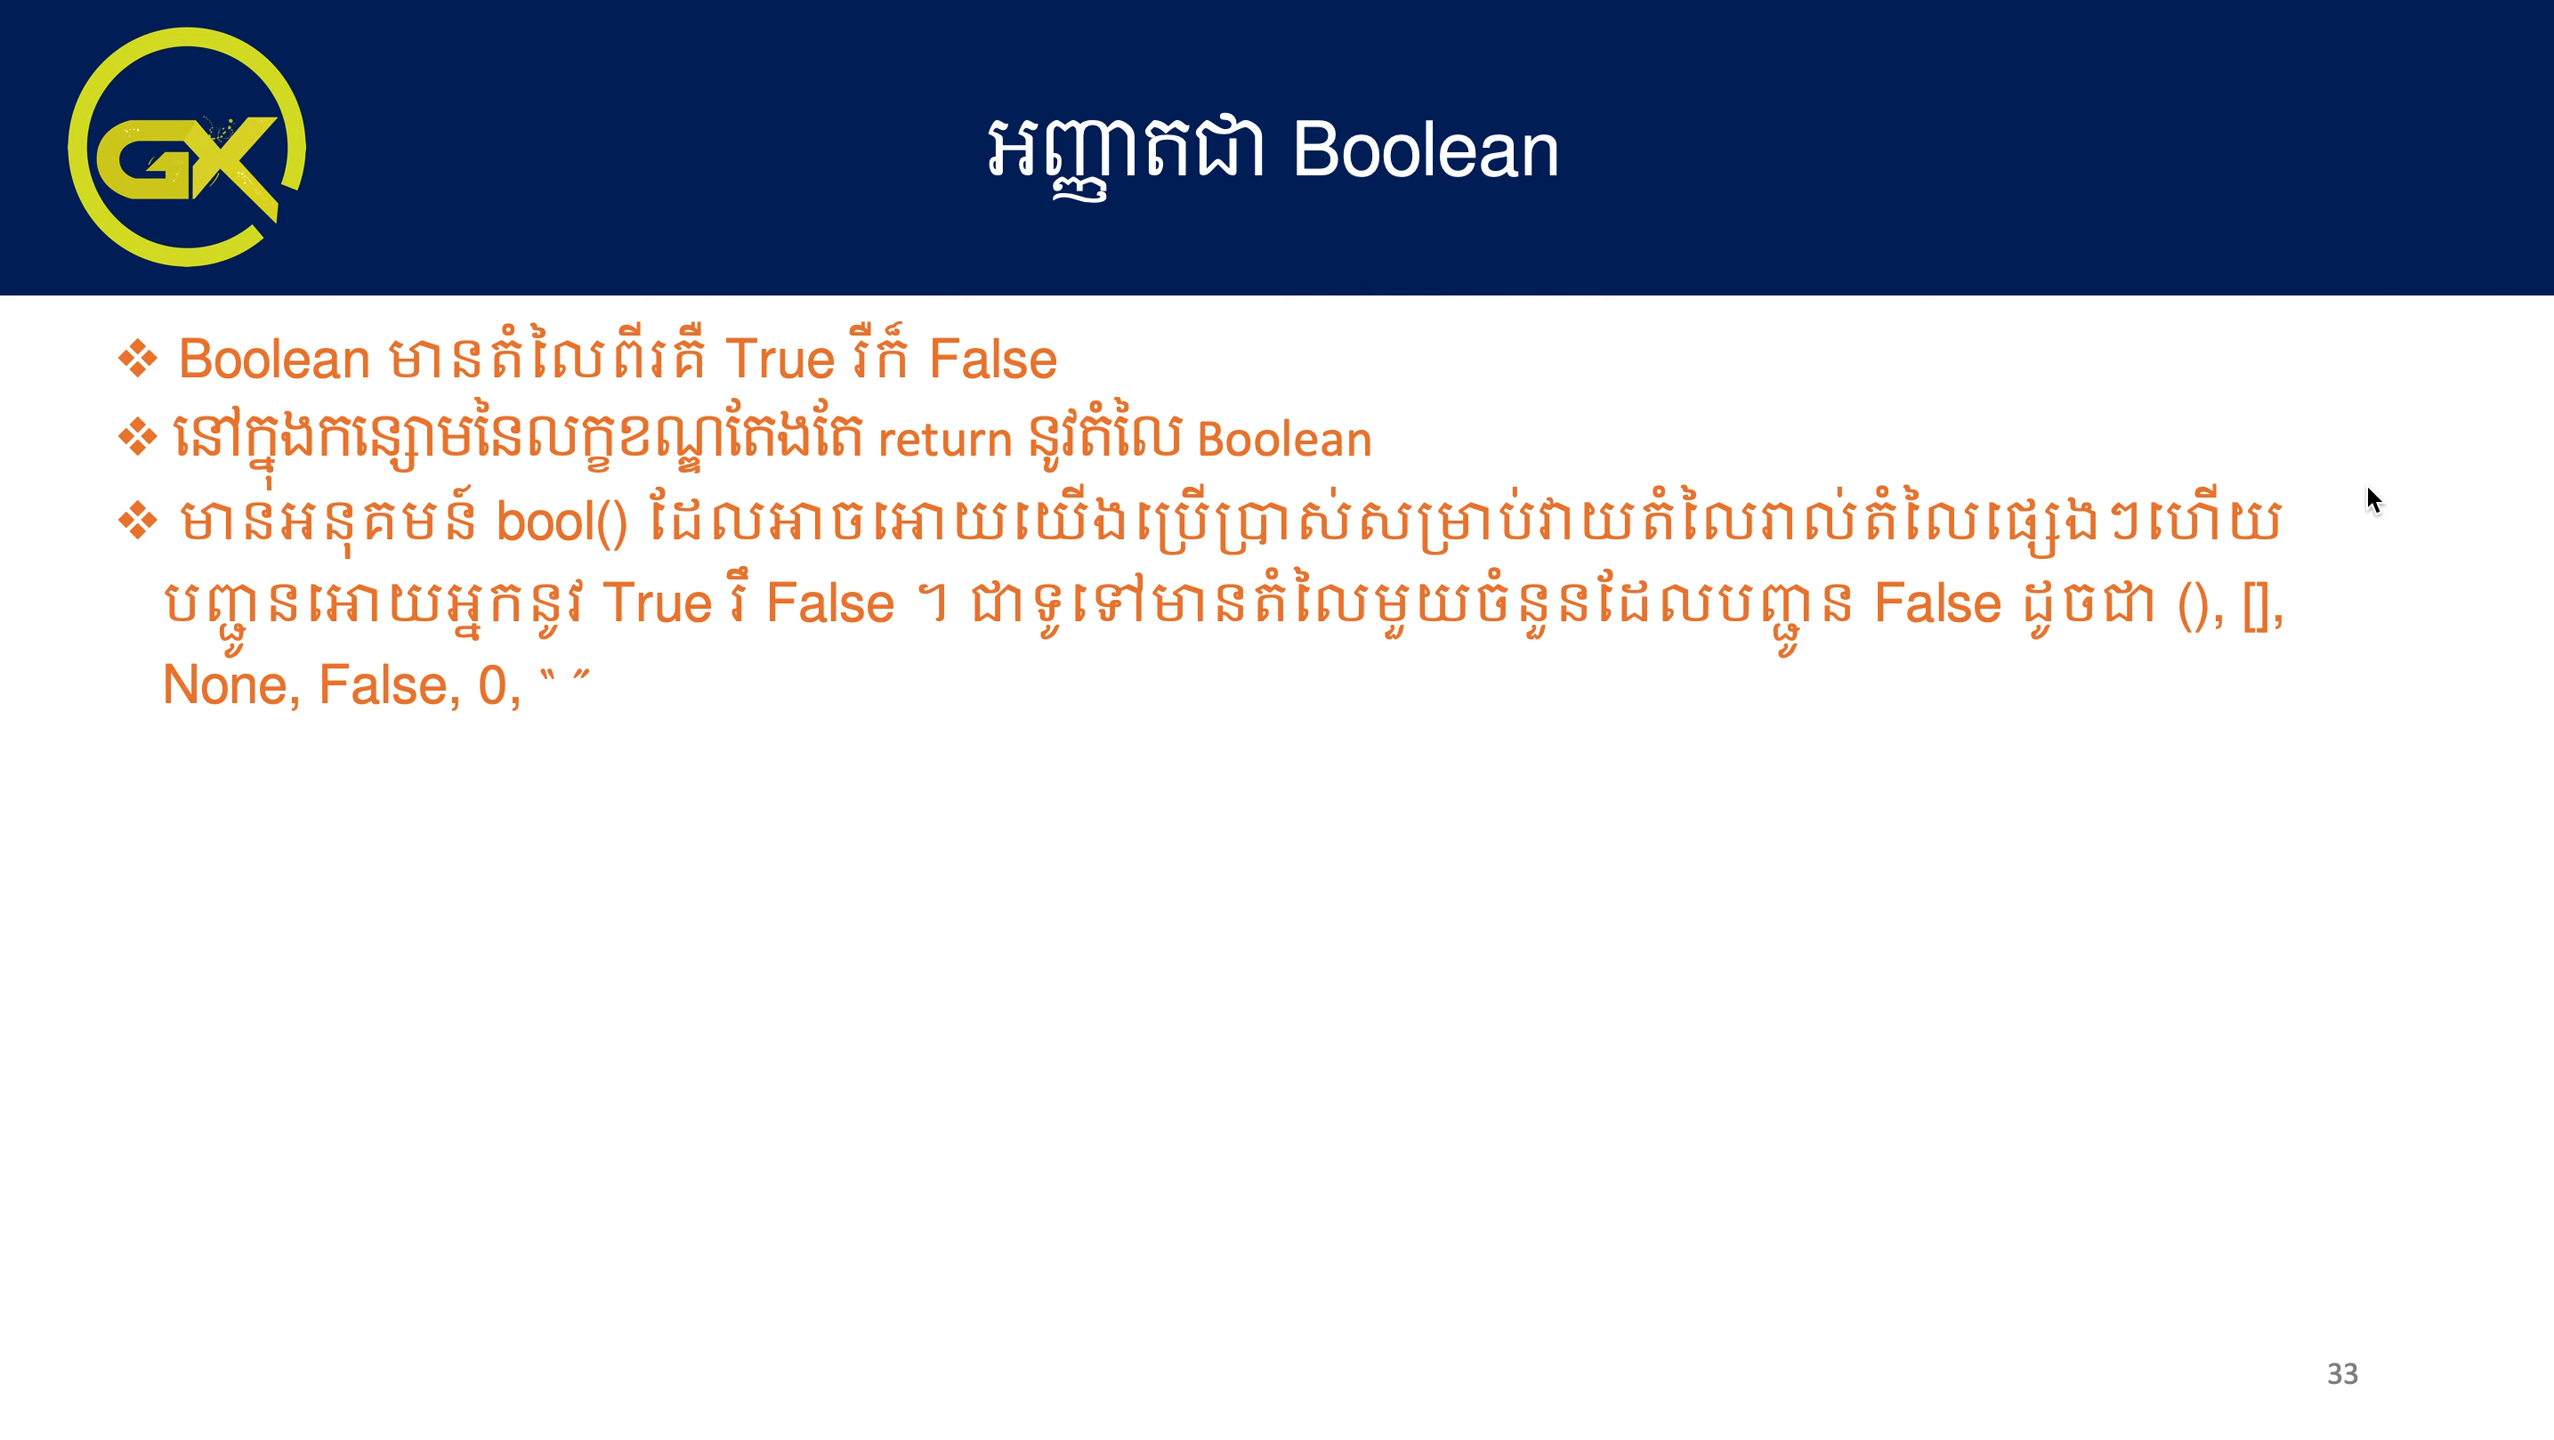 GX
អញ្ញាតជា Boolean
❖ Boolean មានតំលៃពីរគឺ True រឺក៏ False
❖ នៅក្នុងកន្សោមនៃលក្ខខណ្ឌតែងតែ return នូវតំលៃ Boolean
❖ មានអនុគមន៍ bool() ដែលអាចអោយយើងប្រើប្រាស់សម្រាប់វាយតំលៃរាល់តំលៃផ្សេងៗហើយ
បញ្ជូនអោយអ្នកនូវ True រឹ False ។ ជាទូទៅមានតំលៃមួយចំនួនដែលបញ្ជូន False ដូចជា (), [],
None, False, 0, “ ”
33